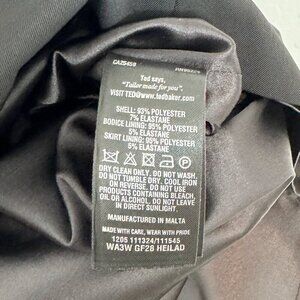 CA25459
Ted says,
"Tailor made for you".
VISIT TED@www.tedbaker.com
SHELL: 93% POLYESTER
7% ELASTANE
BODICE LINING: 95% POLYESTER
5% ELASTANE
SKIRT LINING: 95% POLYESTER
5% ELASTANE
DRY CLEAN ONLY. DO NOT WASH.
DO NOT TUMBLE DRY. COOL IRON
ON REVERSE. DO NOT USE
PRODUCTS CONTAINING BLEACH,
OIL OR ALCOHOL. DO NOT LEAVE
IN DIRECT SUNLIGHT.
MANUFACTURED IN MALTA
MADE WITH CARE, WEAR WITH PRIDE
1205 111324/111545
WA3W GF28 HEILAD